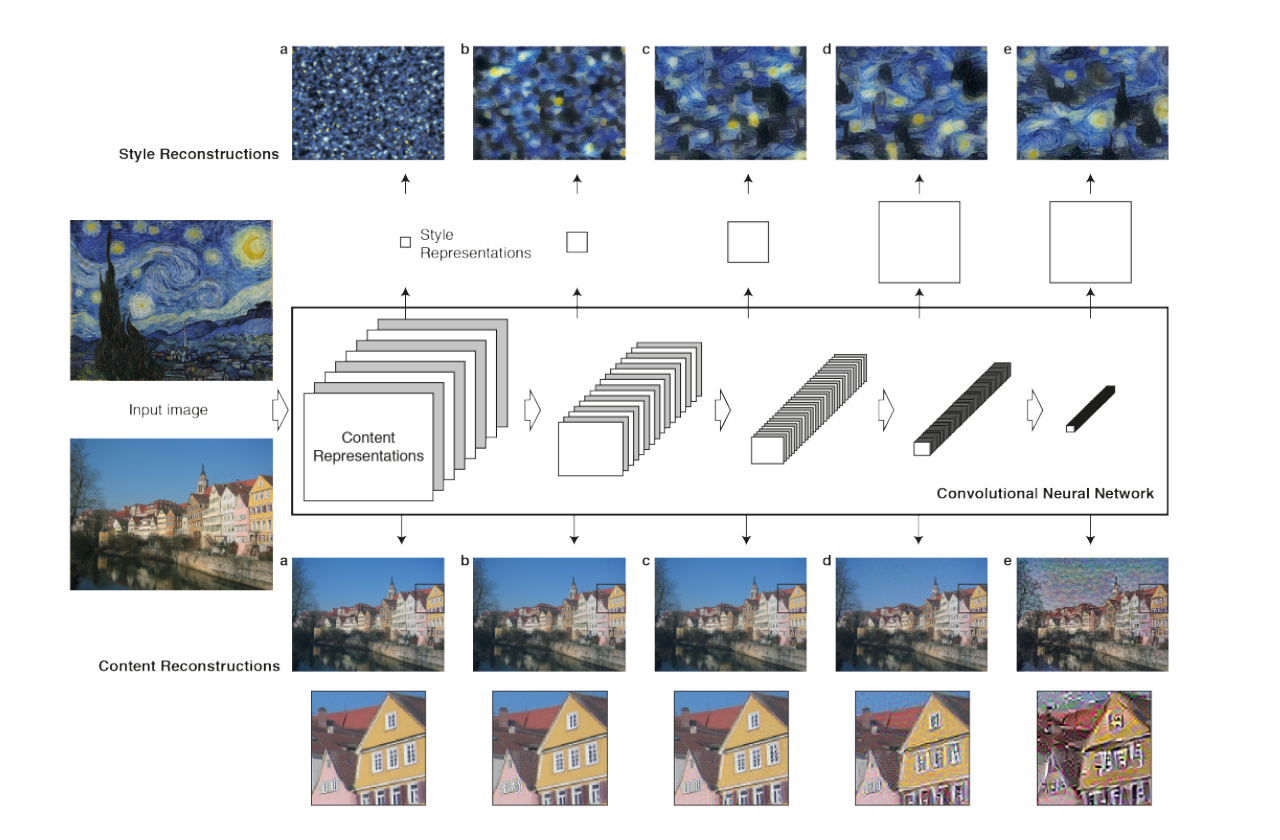 a
b
c
d
e
Style Reconstructions
Style
Representations
Input image
Content
Representations
Convolutional Neural Network
a
b
c
d
e
Content Reconstructions